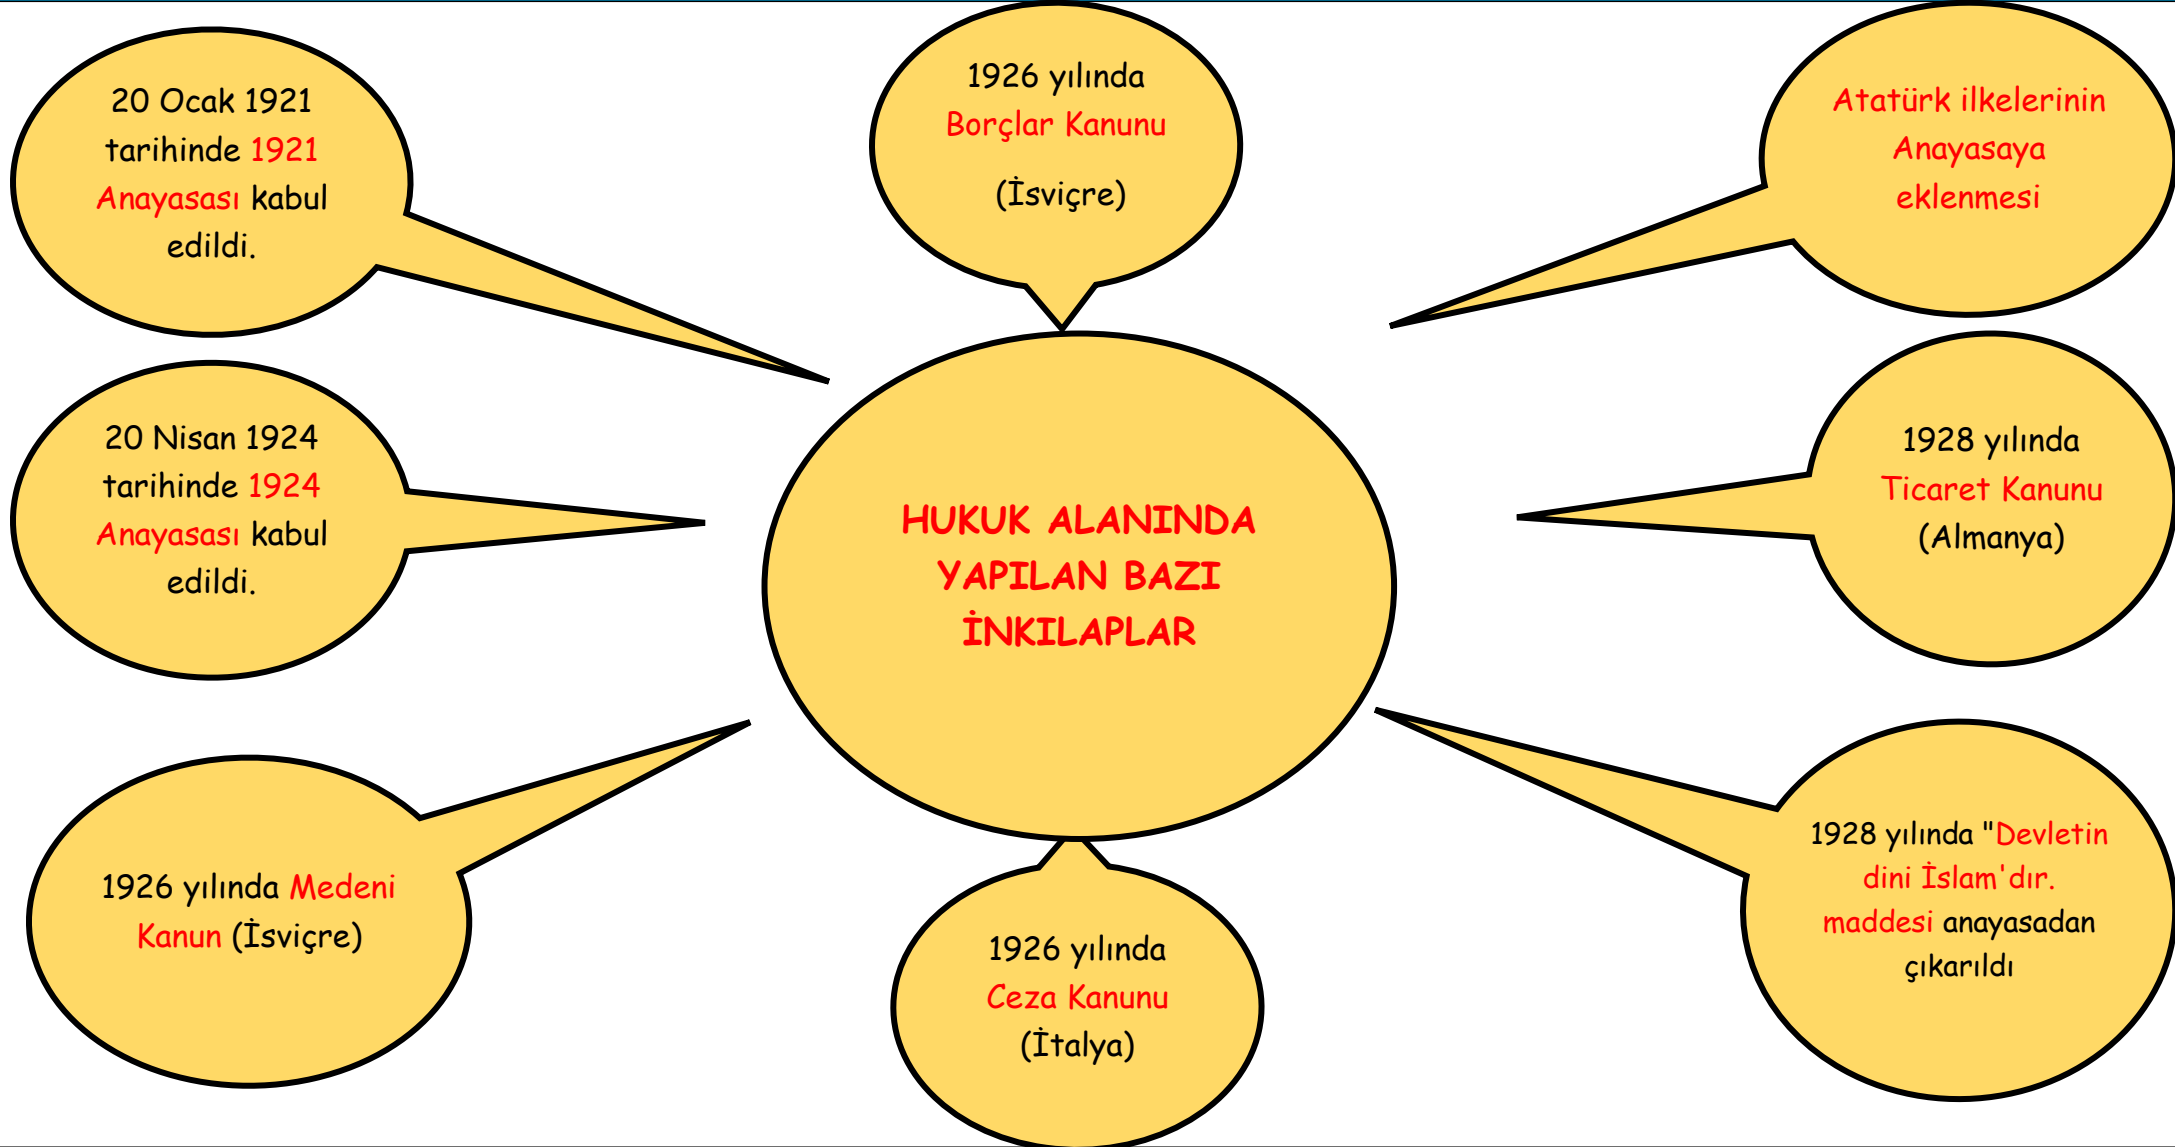 20 Ocak 1921
tarihinde 1921
Anayasası kabul
edildi.
1926 yılında
Borçlar Kanunu
(İsviçre)
Atatürk ilkelerinin
Anayasaya
eklenmesi
20 Nisan 1924
tarihinde 1924
Anayasası kabul
edildi.
HUKUK ALANINDA
YAPILAN BAZI
İNKILAPLAR
1928 yılında
Ticaret Kanunu
(Almanya)
1926 yılında Medeni
Kanun (İsviçre)
1926 yılında
Ceza Kanunu
(İtalya)
1928 yılında "Devletin
dini İslam'dır.
maddesi anayasadan
çıkarıldı